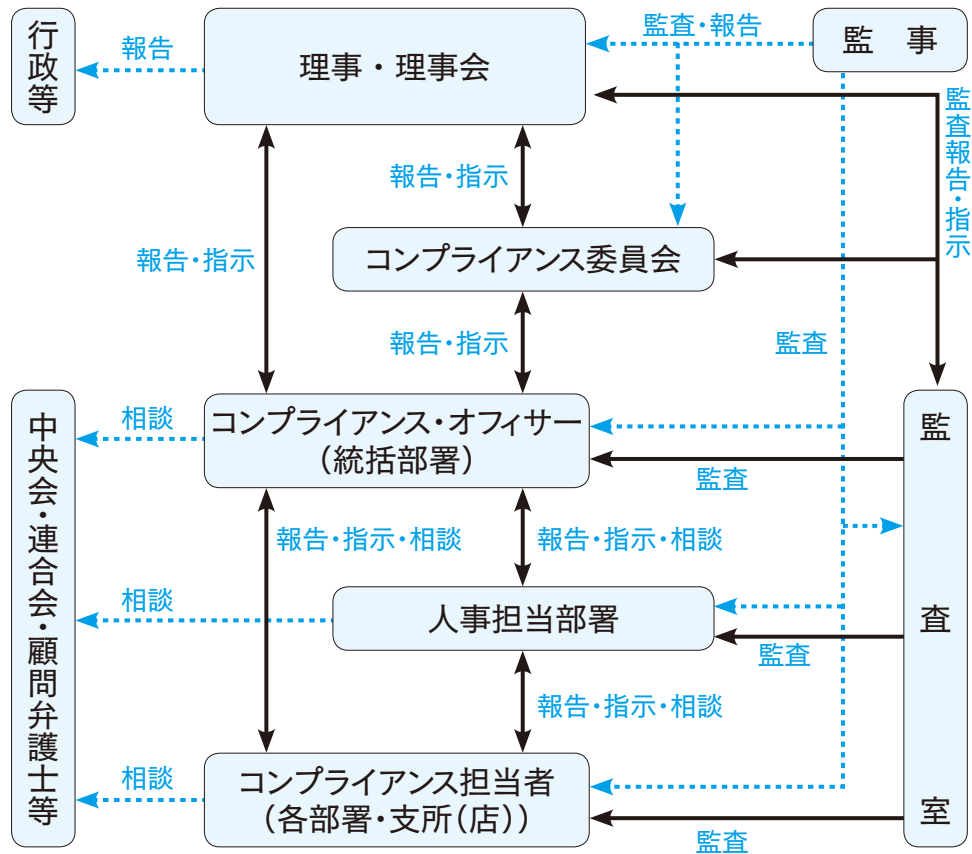 行政等
報告
理事・理事会
監査・報告
監　事
監査報告・指示
報告・指示
報告・指示
コンプライアンス委員会
報告・指示
監査
中央会・連合会・顧問弁護士等
相談
コンプライアンス・オフィサー
（統括部署）
監査
監査室
報告・指示・相談
報告・指示・相談
相談
人事担当部署
監査
報告・指示・相談
相談
コンプライアンス担当者
（各部署・支所（店））
監査